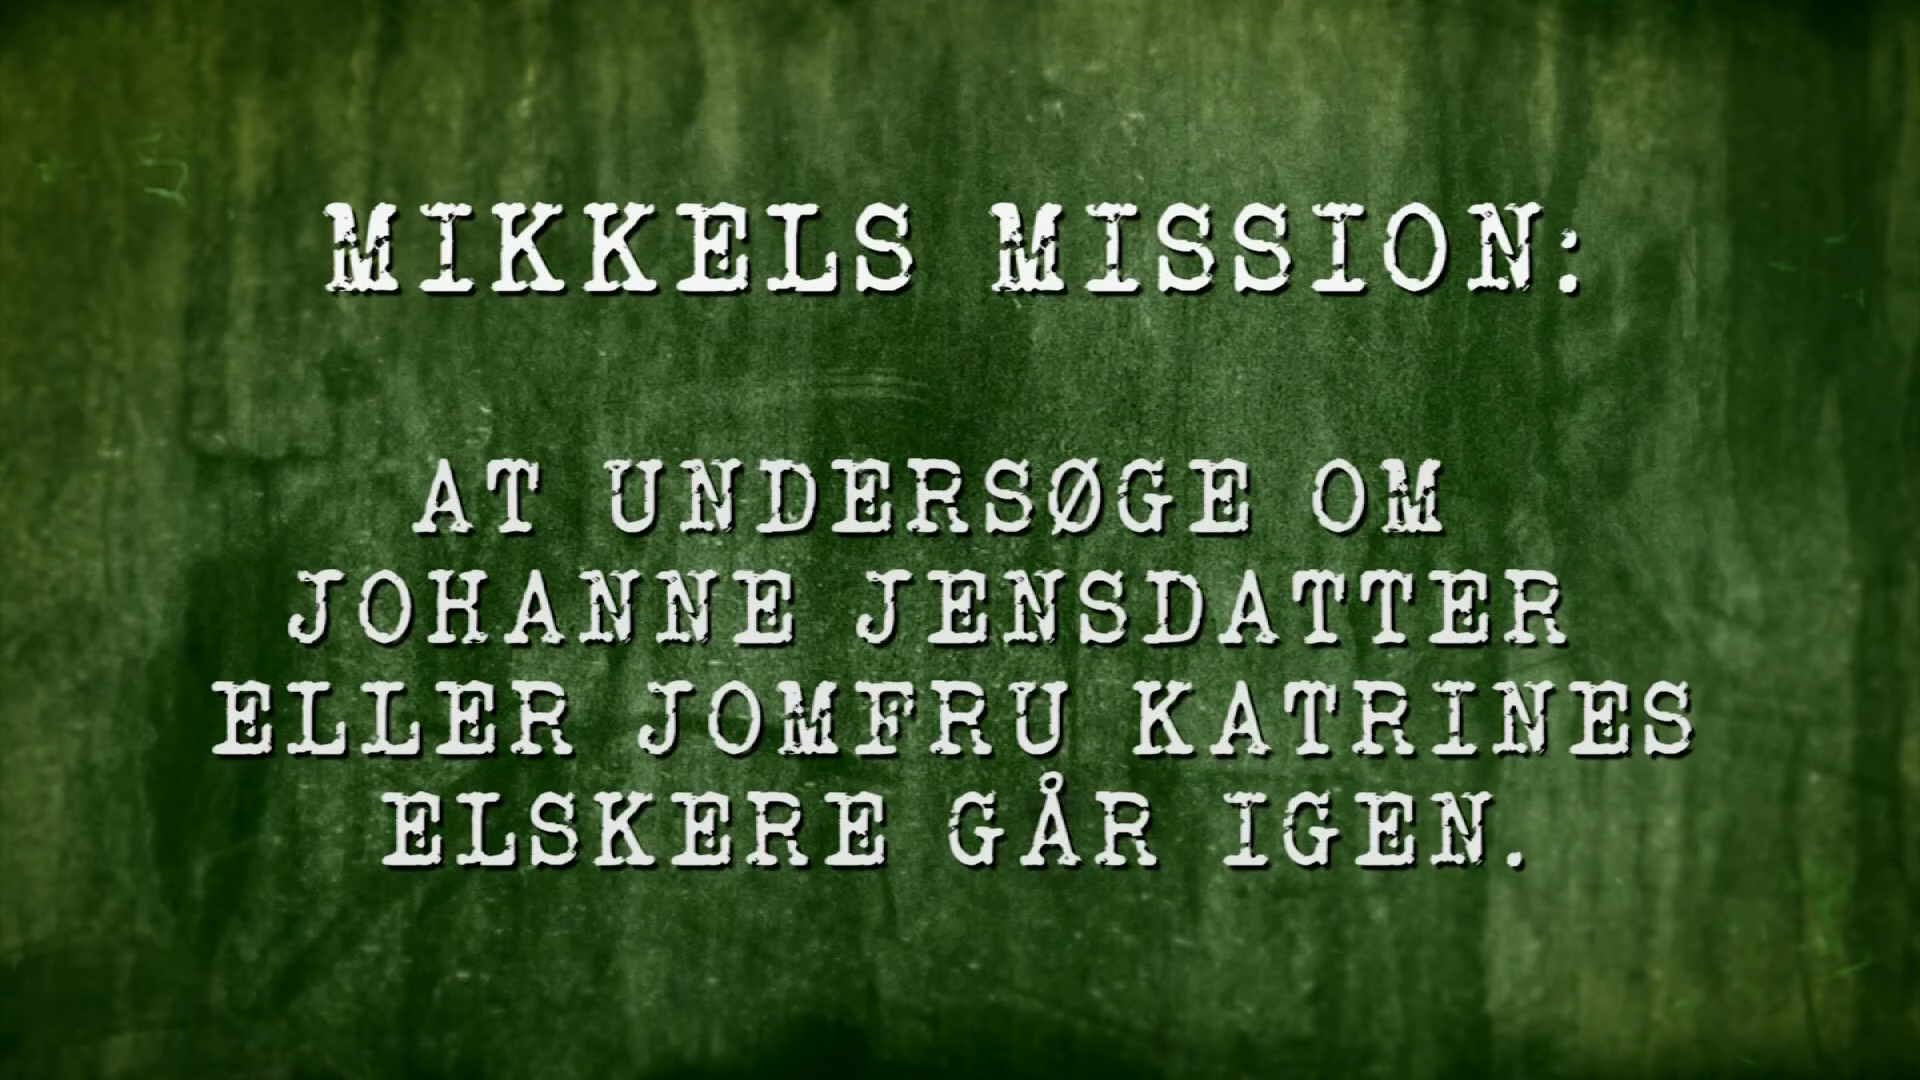 MIKKELS MISSION:
AT UNDERSØGE OM
JOHANNE JENSDATTER
ELLER JOMFRU KATRINES
ELSKERE GÅR IGEN.